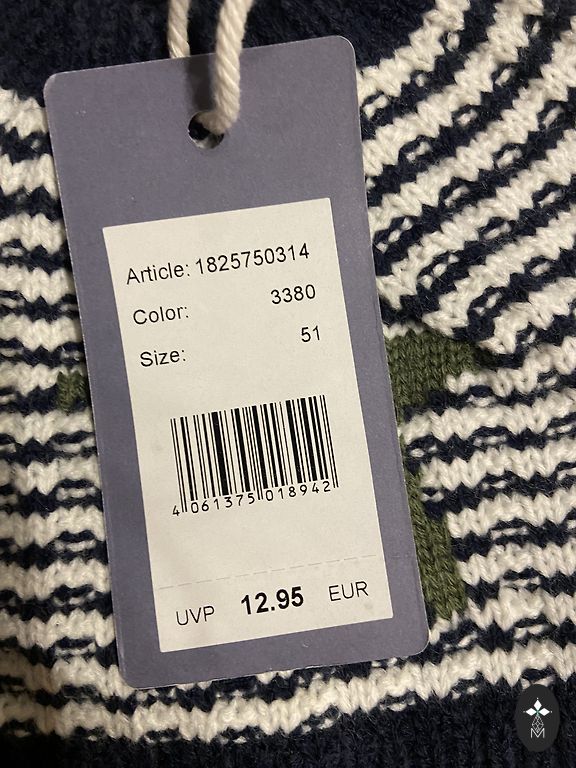 Article: 1825750314
Color: 3380
Size: 51
4 061375 018942
UVP 12.95 EUR
M